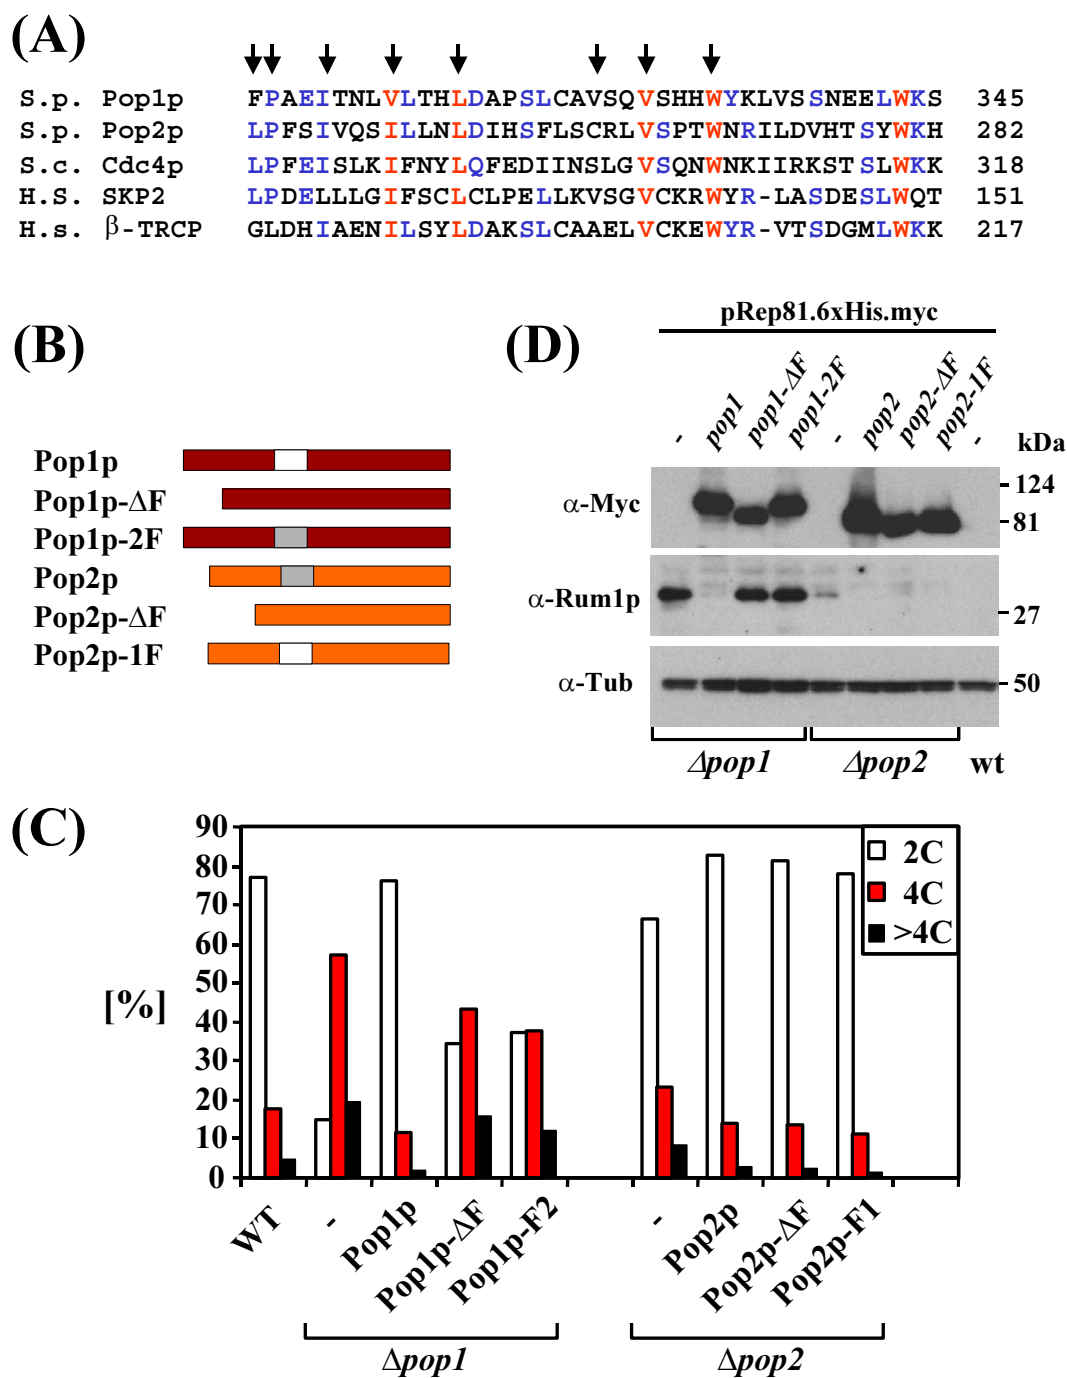 (A)
S.p. Pop1p FPAEITNLVLTHLDAPSLCAVSQVSHHWYKLVSSNEELWKS 345
S.p. Pop2p LPFSIVQSILLNLDIHSFLSCRLVSPTWNRILDVHTSYWKH 282
S.c. Cdc4p LPFEISLKIFNYLQFEDIINSLGVSQNWNKIIRKSTSLWKK 318
H.S. SKP2 LPDELLLGIFSCLCLPELLKVSGVCKRWYR-LASDESLWQT 151
H.s. β-TRCP GLDHIAENILSYLDAKSLCAAELVCKEWYR-VTSDGMLWKK 217
(B)
Pop1p
Pop1p-ΔF
Pop1p-2F
Pop2p
Pop2p-ΔF
Pop2p-1F
(D)
pRep81.6xHis.myc
- pop1 pop1-ΔF pop1-2F - pop2 pop2-ΔF pop2-1F -
kDa
α-Myc
124
81
α-Rum1p
27
α-Tub
50
Δpop1 Δpop2 wt
(C)
[%]
90
80
70
60
50
40
30
20
10
0
2C
4C
>4C
WT - Pop1p Pop1p-ΔF Pop1p-F2 - Pop2p Pop2p-ΔF Pop2p-F1
Δpop1 Δpop2